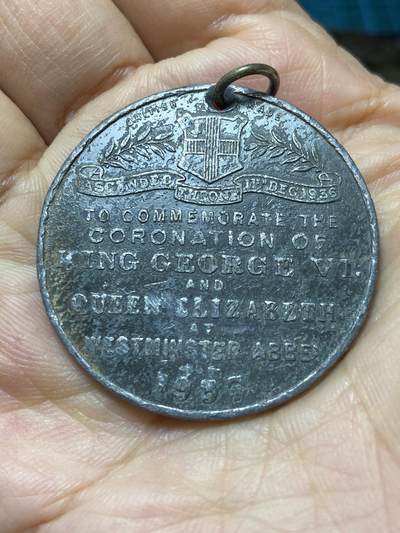 ASCENDED THRONE 11TH DEC. 1936
TO COMMEMORATE THE
CORONATION OF
KING GEORGE VI.
AND
QUEEN ELIZABETH
AT
WESTMINSTER ABBEY
1937